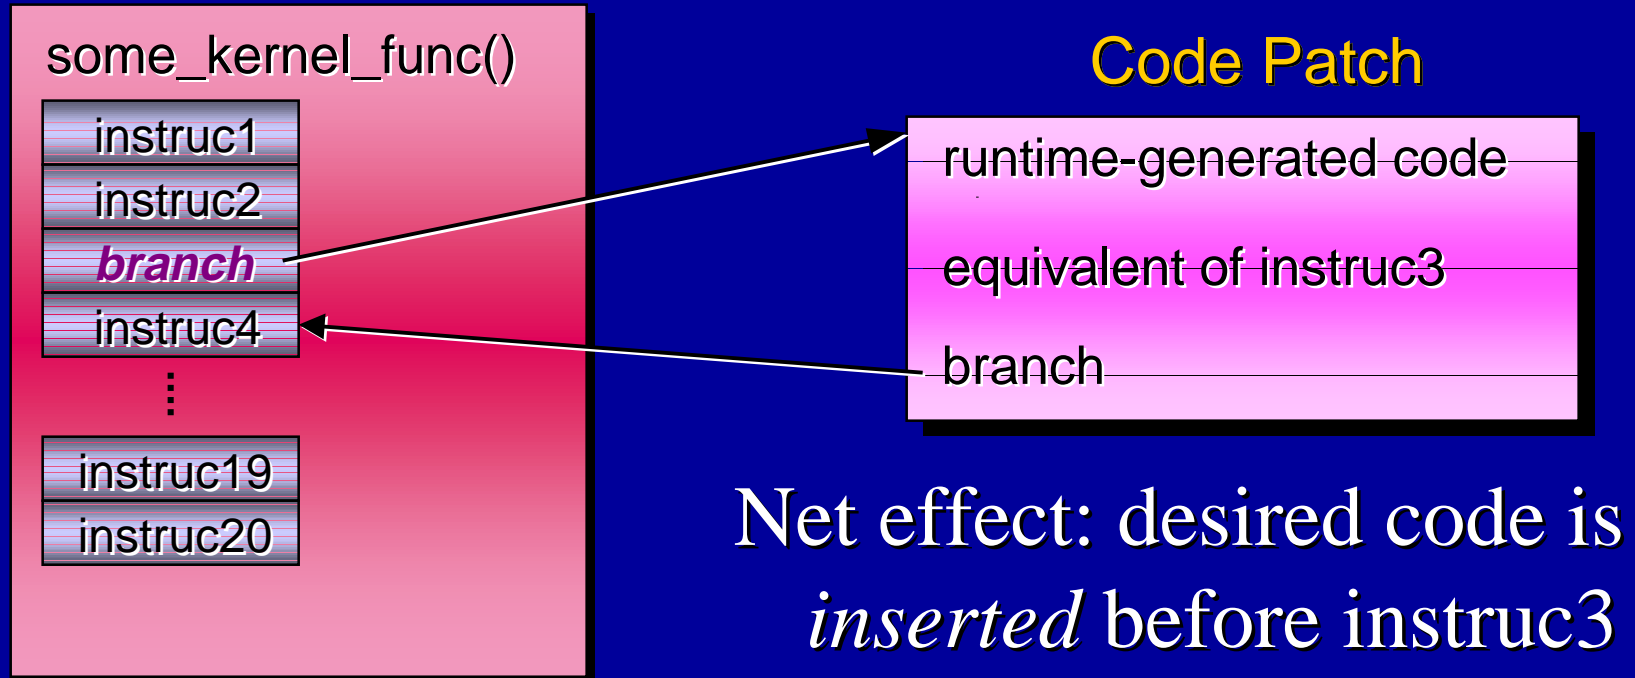 some_kernel_func()
instruc1
instruc2
branch
instruc4
instruc19
instruc20
Code Patch
runtime-generated code
equivalent of instruc3
branch
Net effect: desired code is
inserted before instruc3